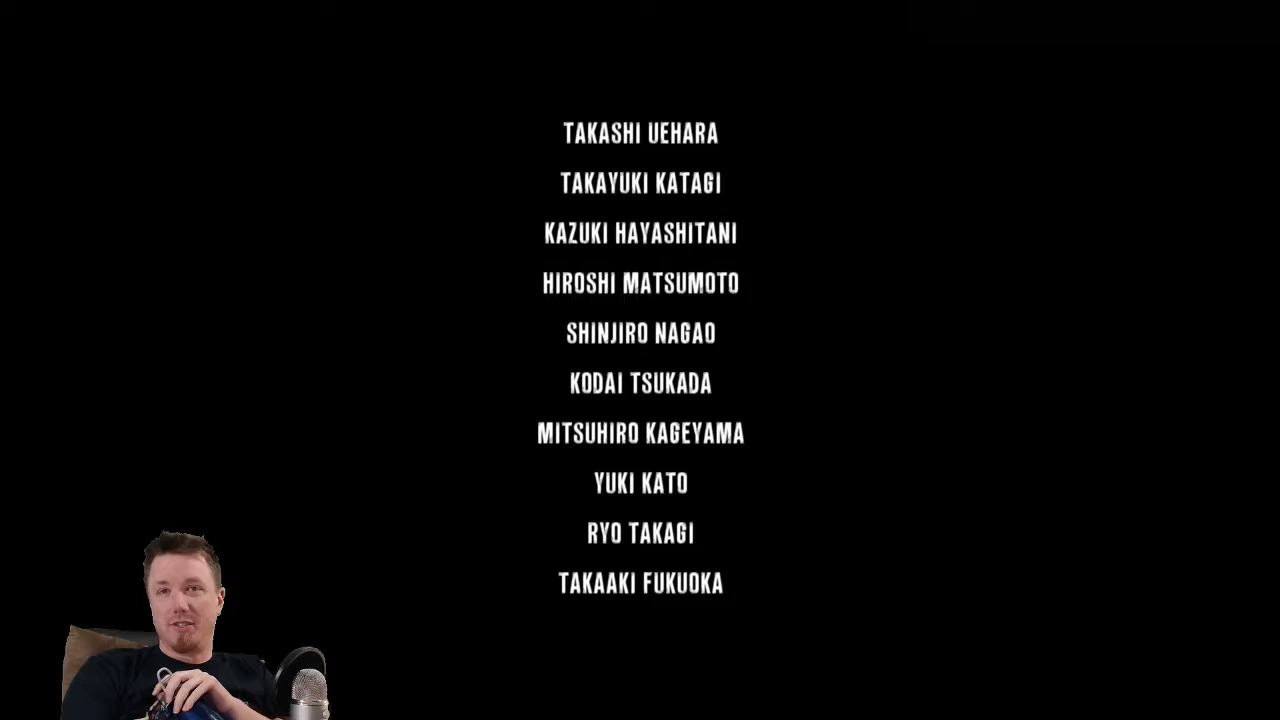 TAKASHI UEHARA
TAKAYUKI KATAGI
KAZUKI HAYASHITANI
HIROSHI MATSUMOTO
SHINJIRO NAGAO
KODAI TSUKADA
MITSUHIRO KAGEYAMA
YUKI KATO
RYO TAKAGI
TAKAAKI FUKUOKA